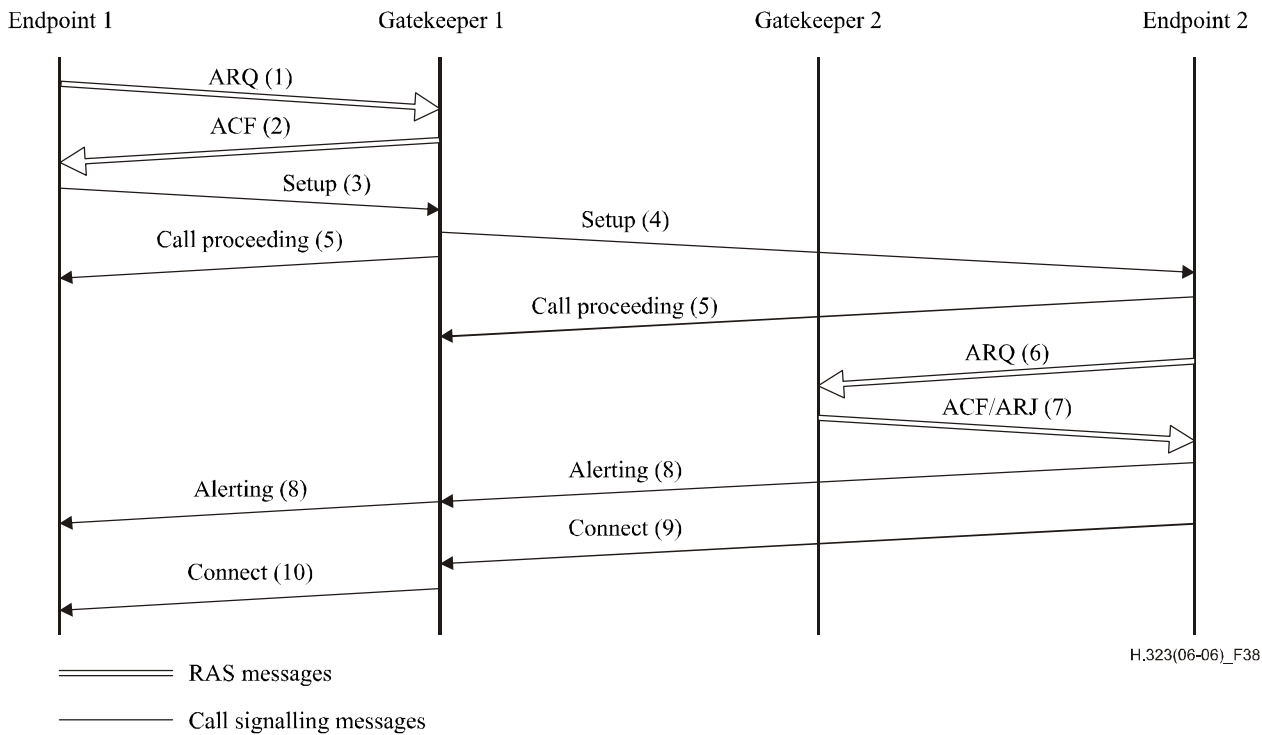 Endpoint 1 Gatekeeper 1 Gatekeeper 2 Endpoint 2
ARQ (1)
ACF (2)
Setup (3)
Setup (4)
Call proceeding (5)
Call proceeding (5)
ARQ (6)
ACF/ARJ (7)
Alerting (8)
Alerting (8)
Connect (9)
Connect (10)
H.323(06-06)_F38
RAS messages
Call signalling messages